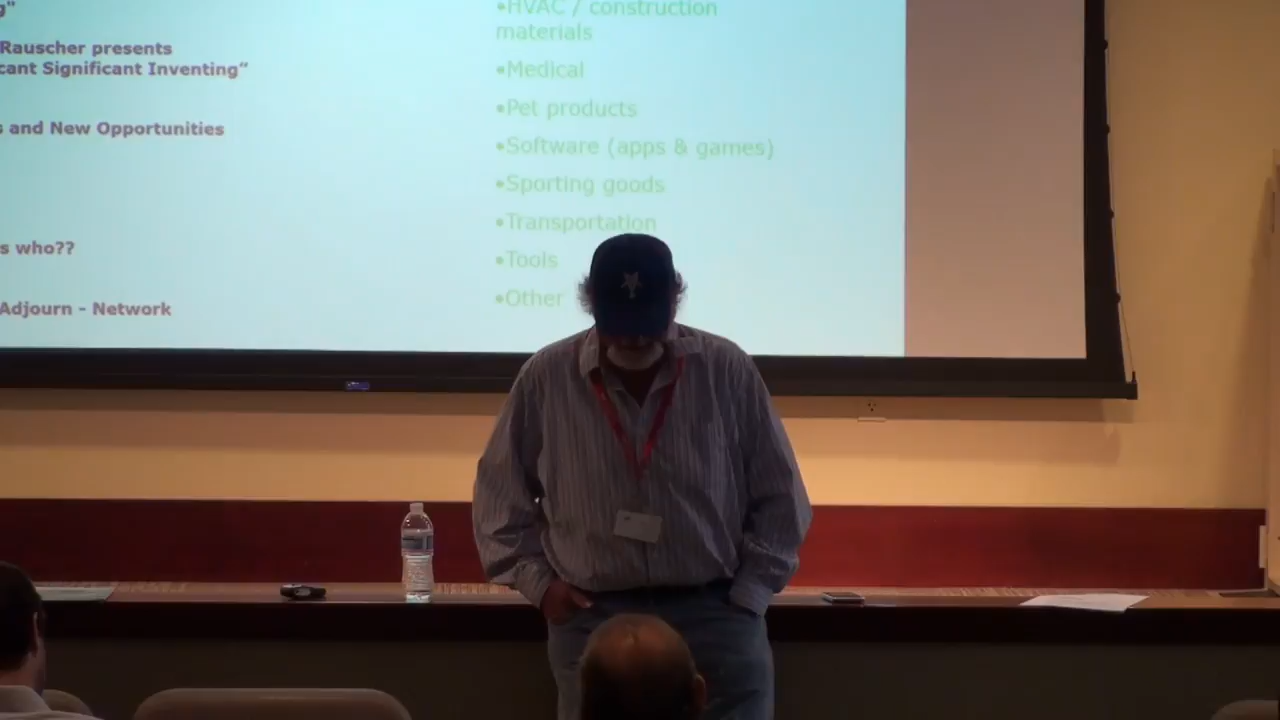 g"
Rauscher presents
cant Significant Inventing"
s and New Opportunities
s who??
Adjourn - Network
•HVAC / construction
materials
•Medical
•Pet products
•Software (apps & games)
•Sporting goods
•Transportation
•Tools
•Other